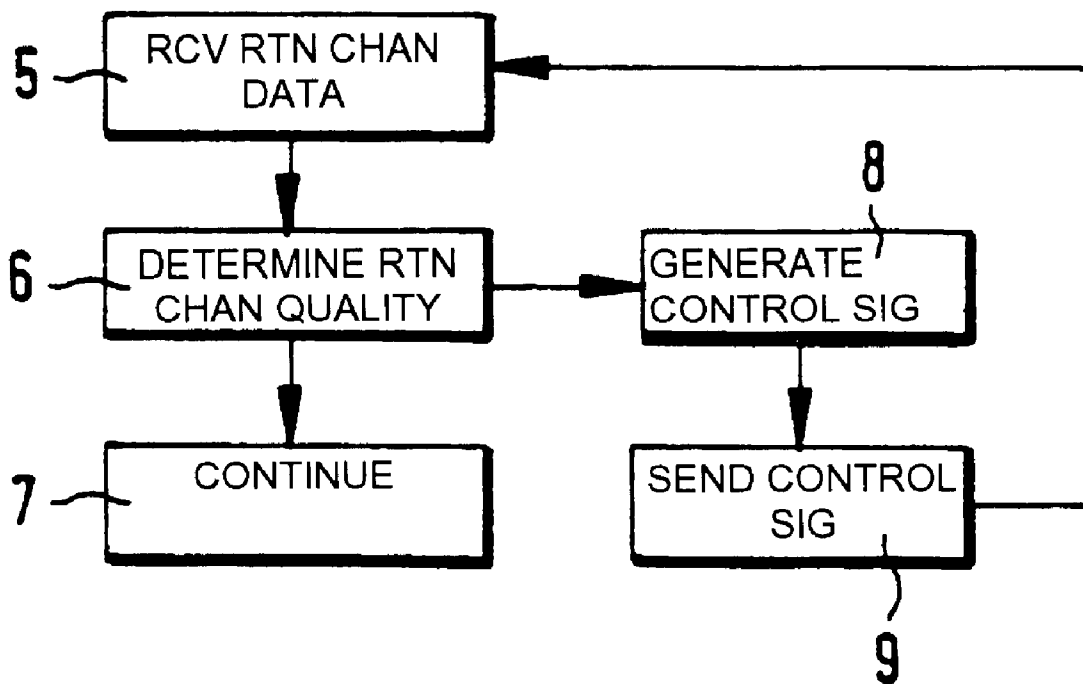 5
RCV RTN CHAN
DATA
8
6
DETERMINE RTN
CHAN QUALITY
GENERATE
CONTROL SIG
7
CONTINUE
SEND CONTROL
SIG
9